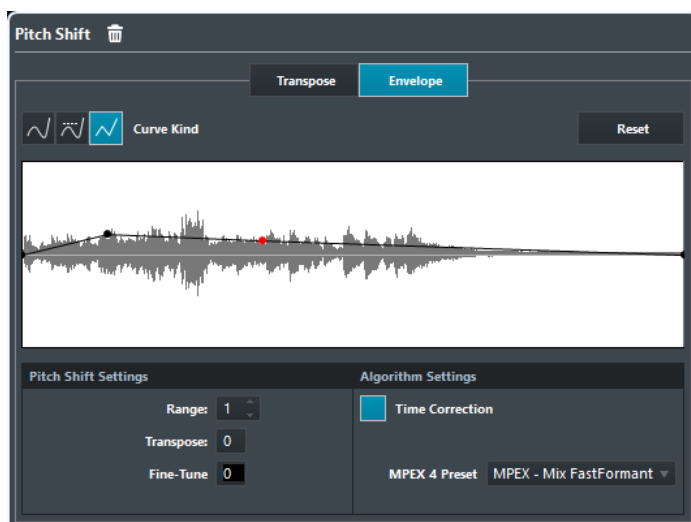 Pitch Shift
Transpose Envelope
Curve Kind Reset
Pitch Shift Settings Algorithm Settings
Range: 1 Time Correction
Transpose: 0
Fine-Tune 0 MPEX 4 Preset MPEX - Mix FastFormant